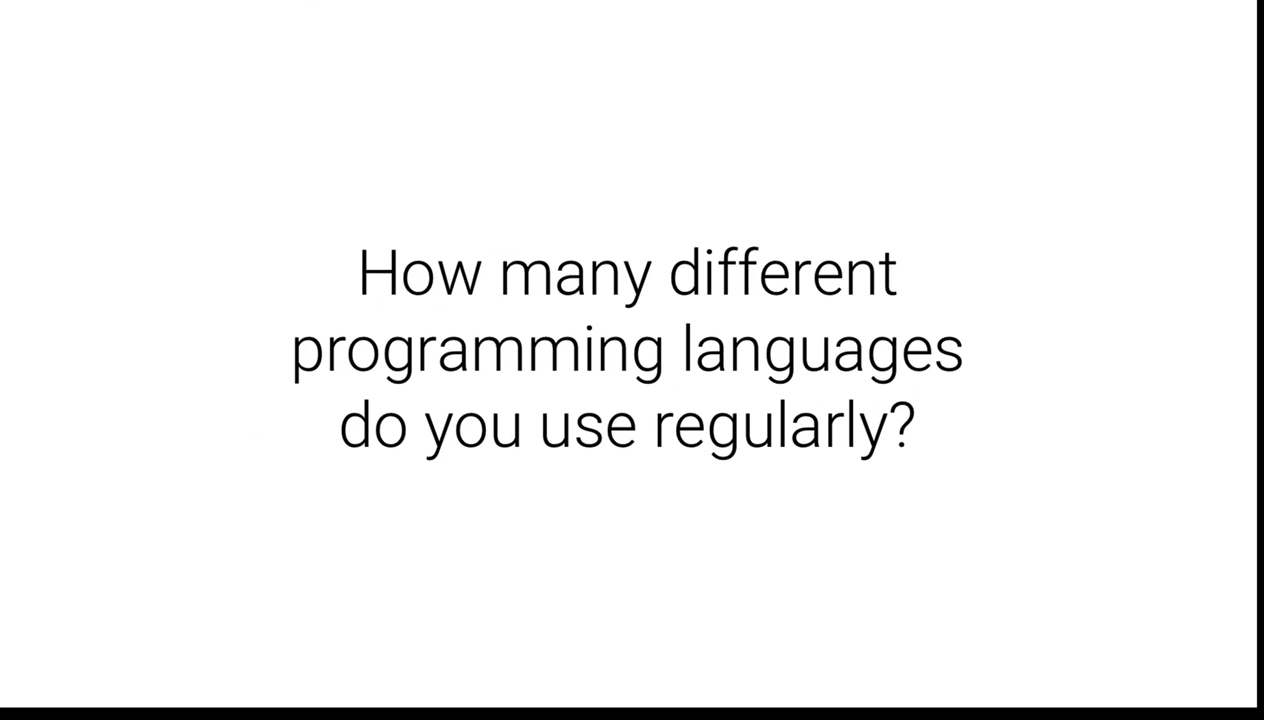 How many different
programming languages
do you use regularly?